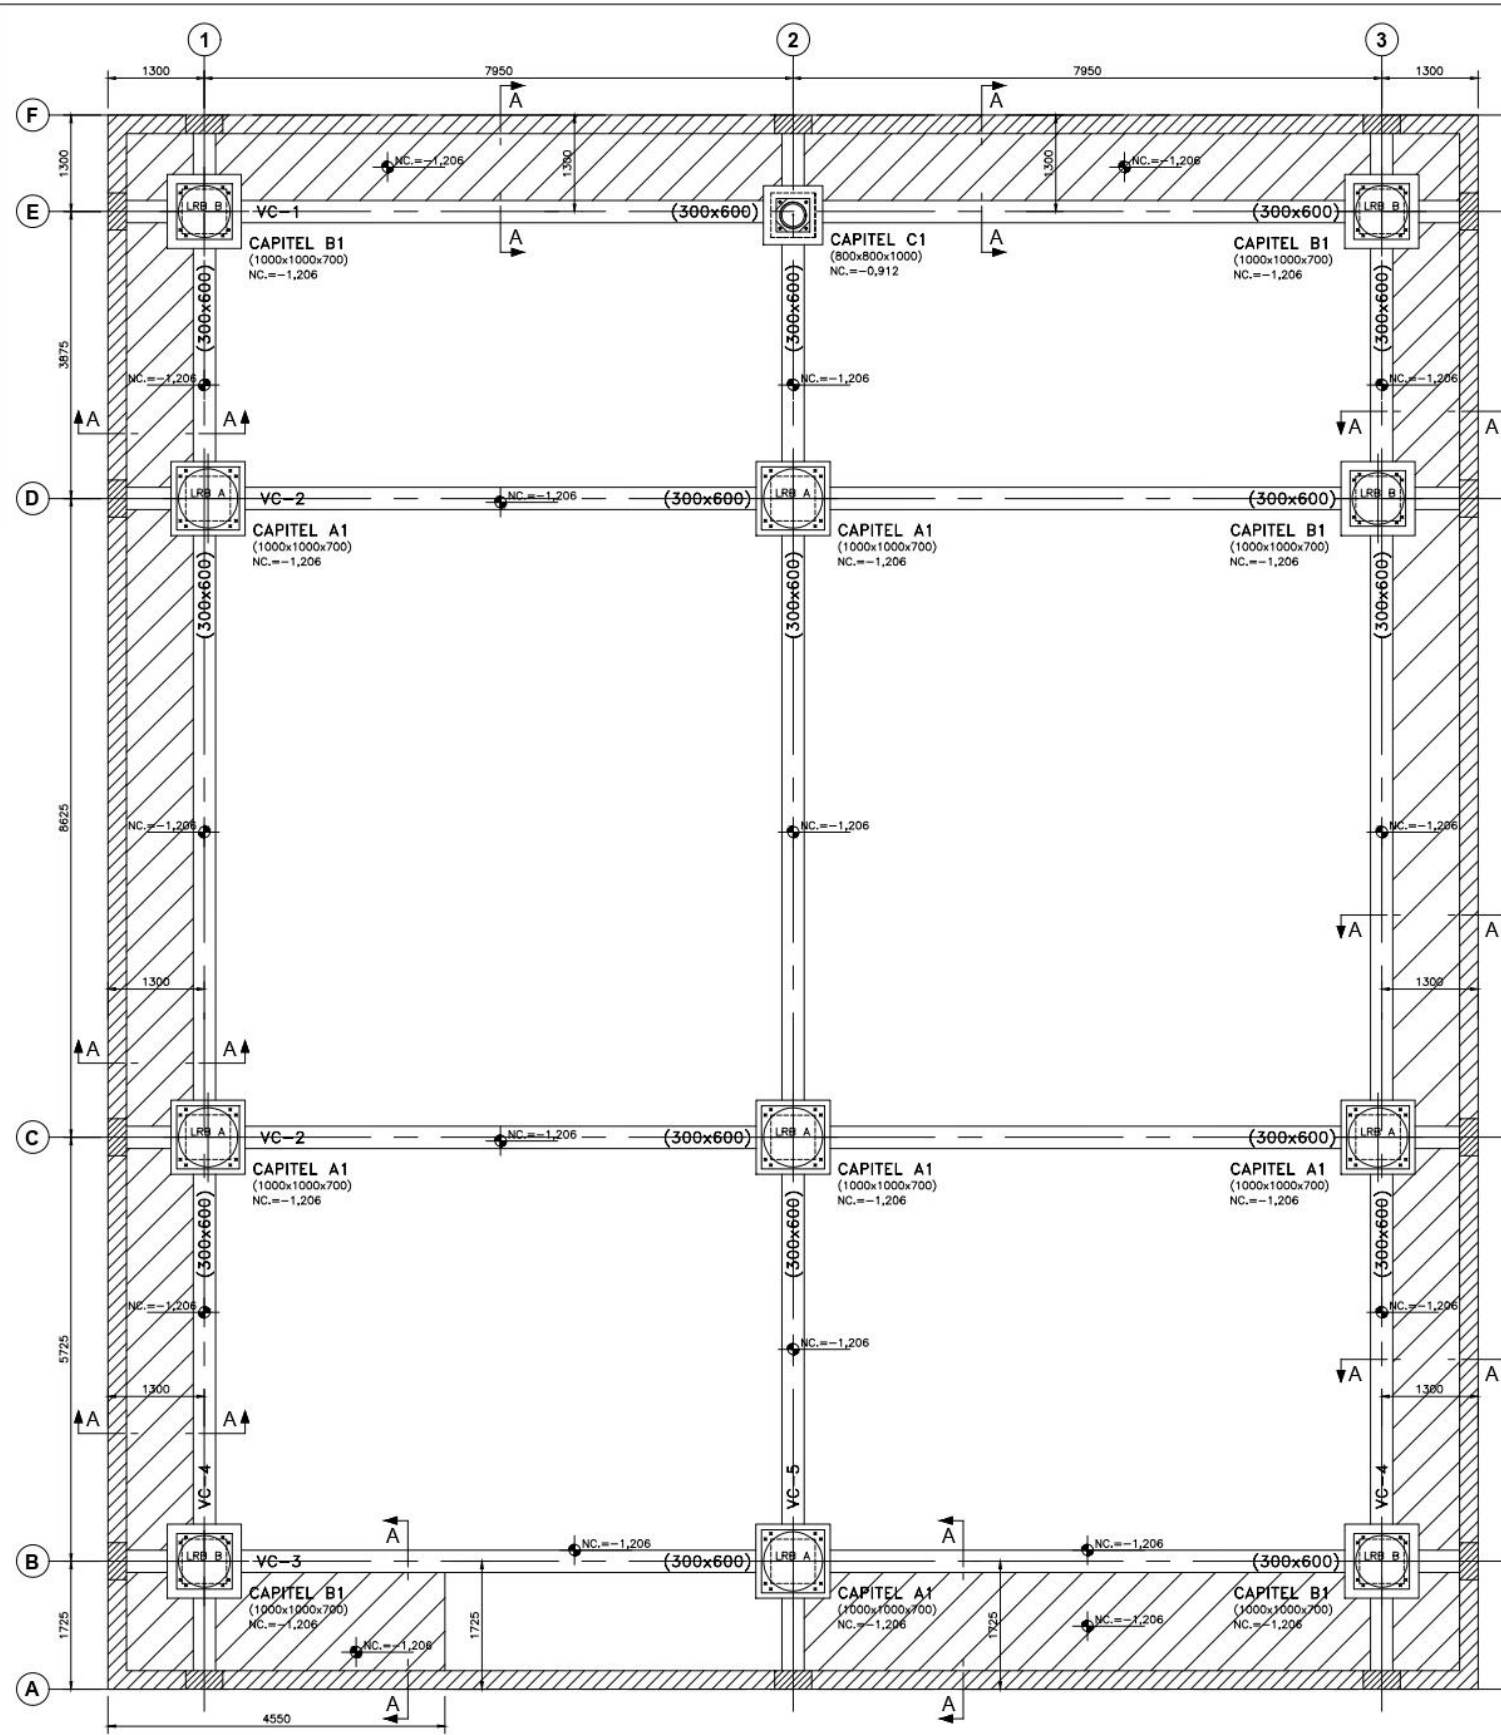 1
2
3
1300
7950
7950
1300
A
A
F
1300
1300
1300
NC.=-1,206
NC.=-1,206
E
LRB B
VC-1
(300x600)
(300x600)
LRB B
A
A
CAPITEL B1
(1000x1000x700)
NC.=-1,206
CAPITEL C1
(800x800x1000)
NC.=-0,912
CAPITEL B1
(1000x1000x700)
NC.=-1,206
(300x600)
(300x600)
(300x600)
3875
NC.=-1,206
NC.=-1,206
NC.=-1,206
A
A
A
A
D
LRB A
VC-2
NC.=-1,206
(300x600)
LRB A
(300x600)
LRB B
CAPITEL A1
(1000x1000x700)
NC.=-1,206
CAPITEL A1
(1000x1000x700)
NC.=-1,206
CAPITEL B1
(1000x1000x700)
NC.=-1,206
(300x600)
(300x600)
(300x600)
8625
NC.=-1,206
NC.=-1,206
NC.=-1,206
A
A
1300
1300
A
A
C
LRB A
VC-2
NC.=-1,206
(300x600)
LRB A
(300x600)
LRB A
CAPITEL A1
(1000x1000x700)
NC.=-1,206
CAPITEL A1
(1000x1000x700)
NC.=-1,206
CAPITEL A1
(1000x1000x700)
NC.=-1,206
(300x600)
(300x600)
(300x600)
5725
NC.=-1,206
NC.=-1,206
NC.=-1,206
A
A
1300
1300
A
A
VC-4
VC-5
VC-4
A
A
NC.=-1,206
NC.=-1,206
B
LRB B
VC-3
(300x600)
LRB A
(300x600)
LRB B
CAPITEL B1
(1000x1000x700)
NC.=-1,206
CAPITEL A1
(1000x1000x700)
NC.=-1,206
CAPITEL B1
(1000x1000x700)
NC.=-1,206
1725
1725
1725
NC.=-1,206
NC.=-1,206
A
A
A
4550